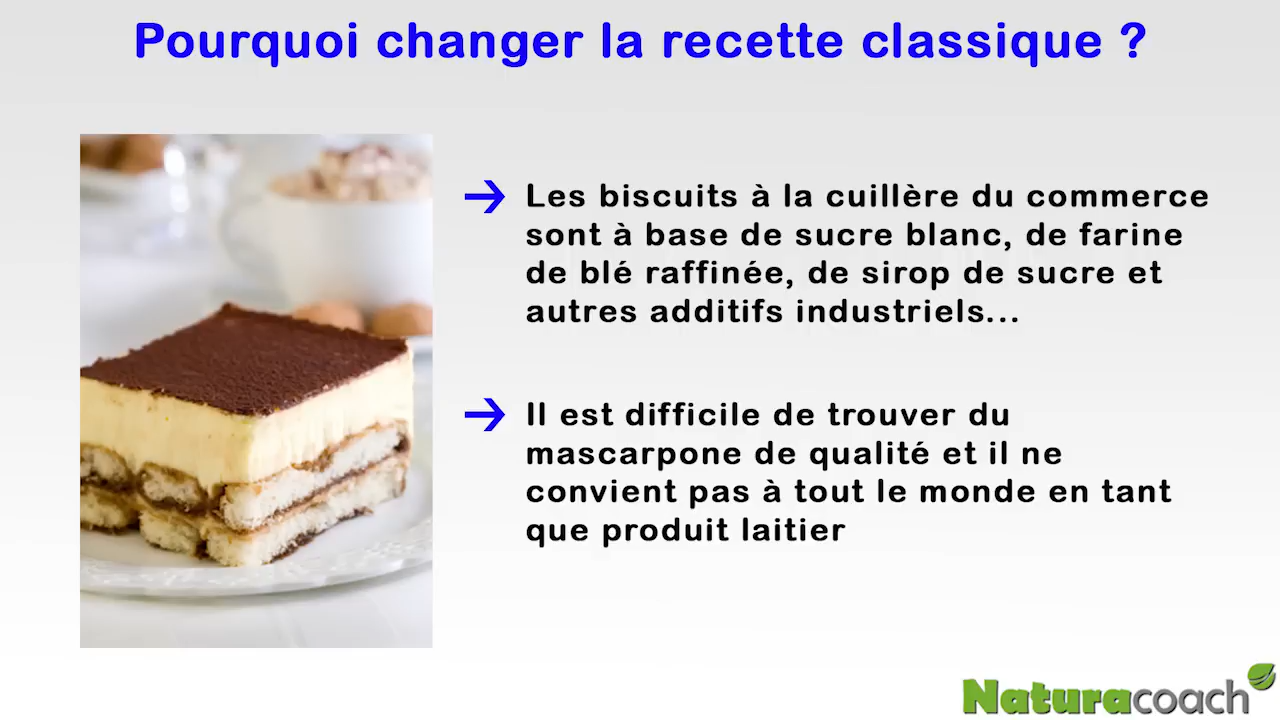 Pourquoi changer la recette classique ?
Les biscuits à la cuillère du commerce
sont à base de sucre blanc, de farine
de blé raffinée, de sirop de sucre et
autres additifs industriels...
Il est difficile de trouver du
mascarpone de qualité et il ne
convient pas à tout le monde en tant
que produit laitier
Naturacoach